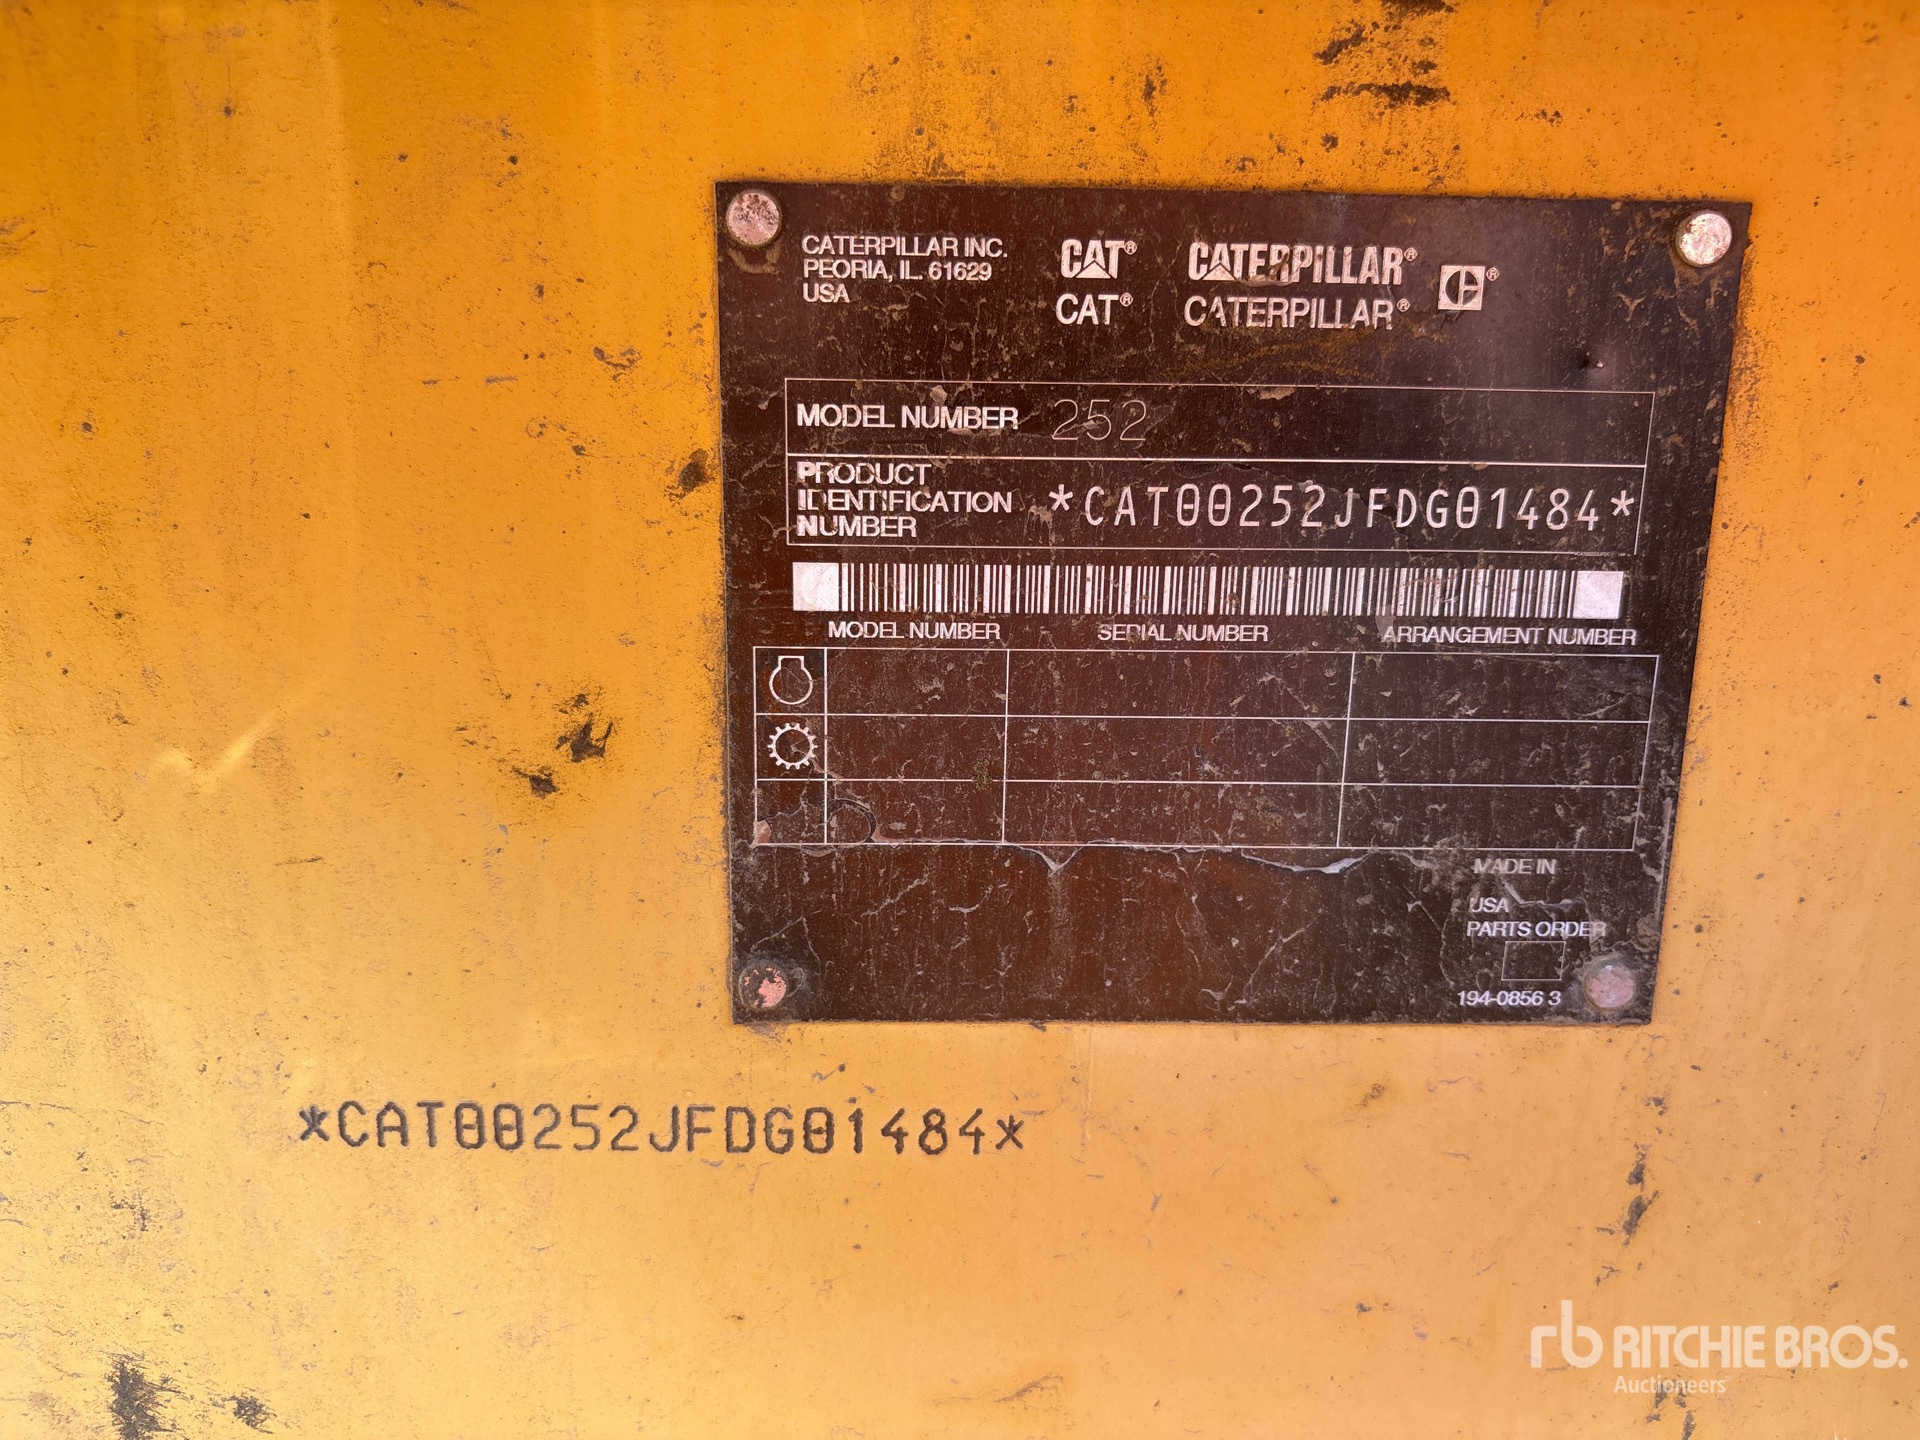 CATERPILLAR INC.
PEORIA, IL. 61629
USA
CAT® CATERPILLAR® ®
CAT® CATERPILLAR®
MODEL NUMBER 252
PRODUCT
IDENTIFICATION
NUMBER
*CAT00252JFDG01484*
MODEL NUMBER SERIAL NUMBER ARRANGEMENT NUMBER
MADE IN
USA
PARTS ORDER
194-0856 3
*CAT00252JFDG01484*
rb RITCHIE BROS.
Auctioneers